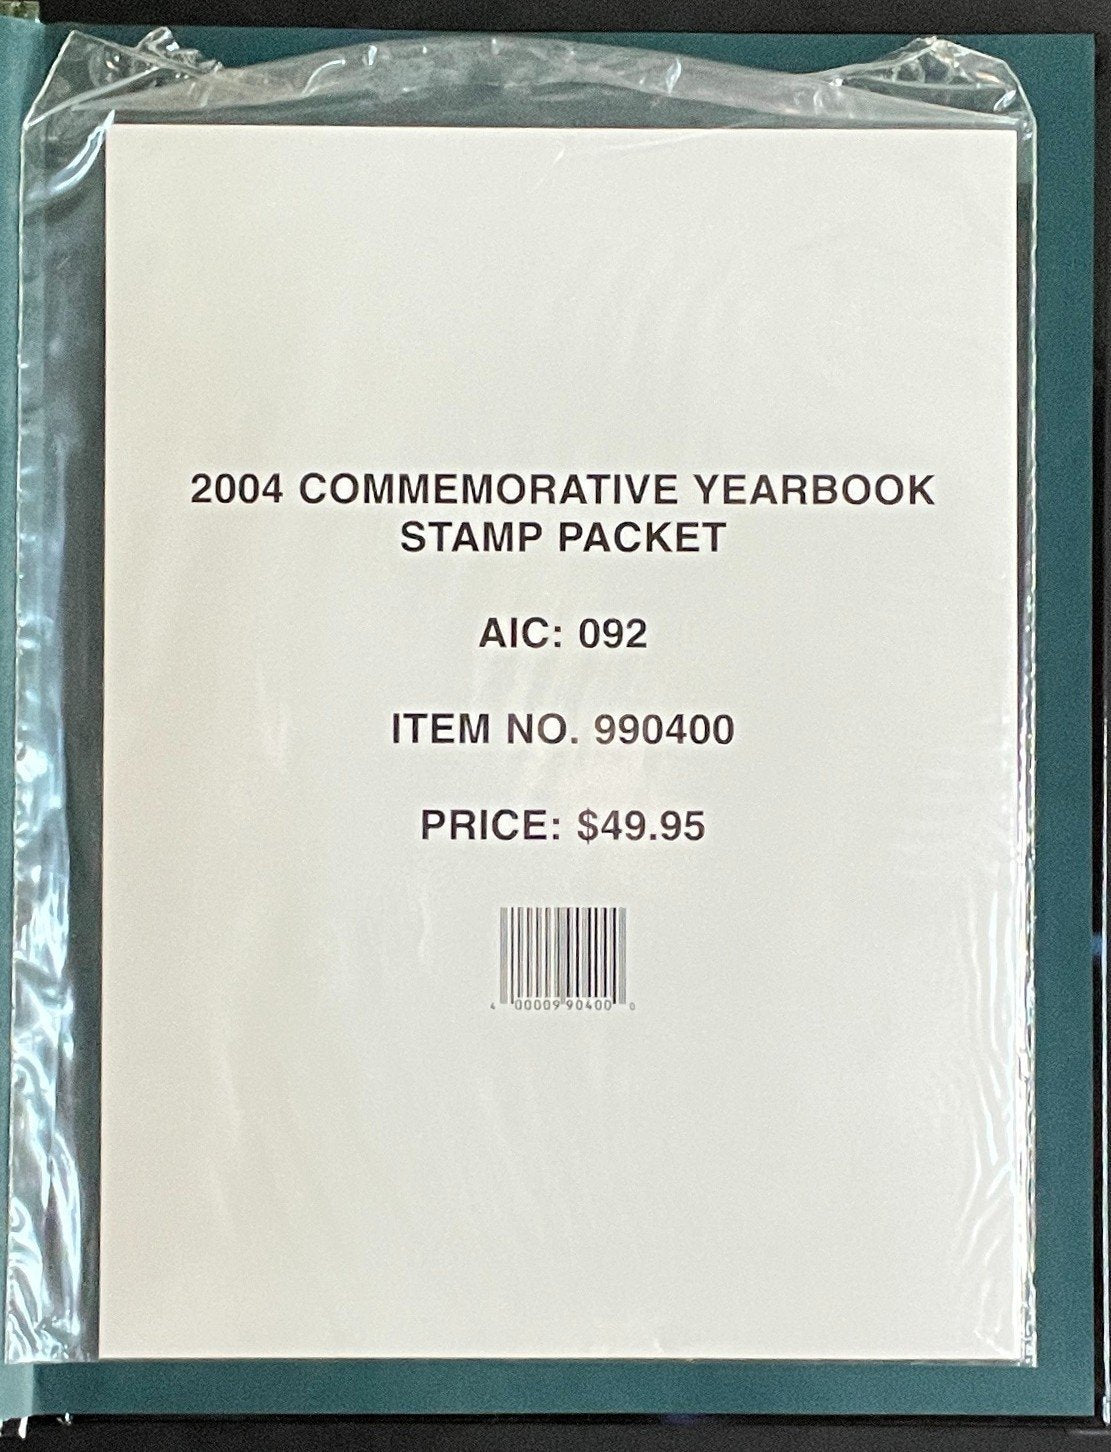 2004 COMMEMORATIVE YEARBOOK
STAMP PACKET
AIC: 092
ITEM NO. 990400
PRICE: $49.95
4 00009 90400 0